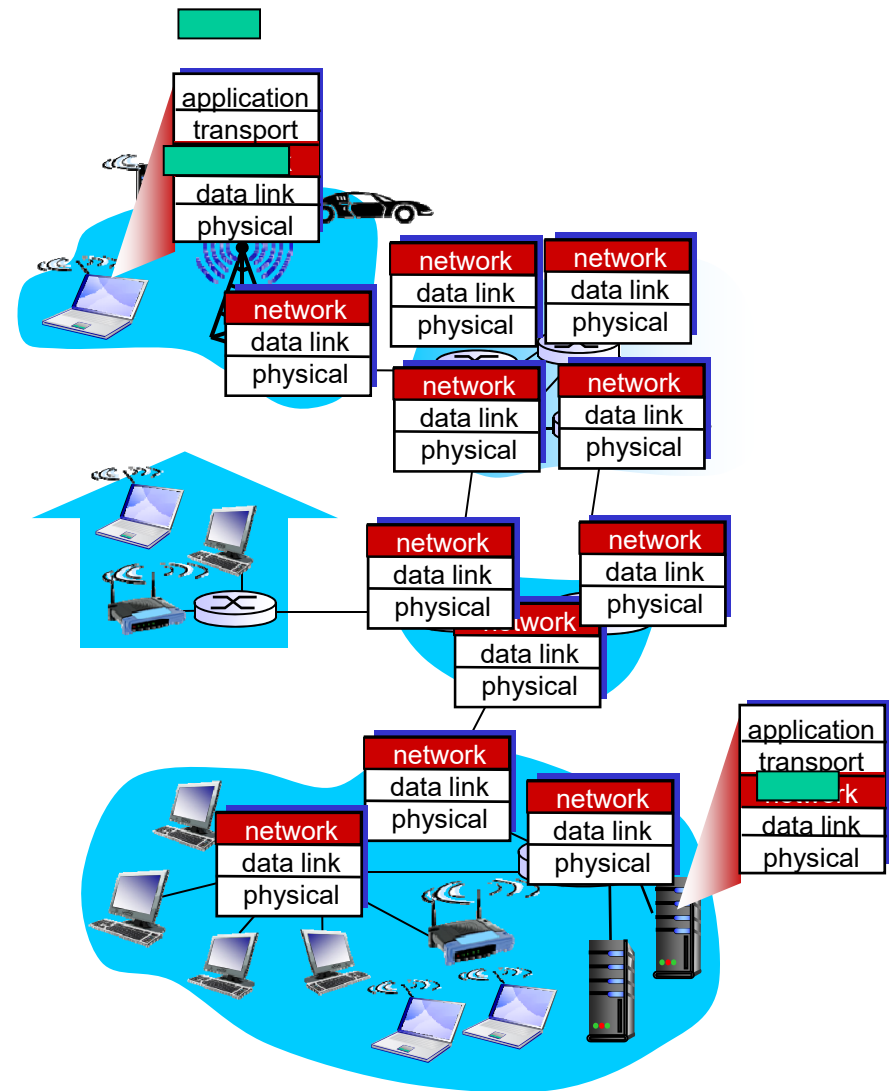 application
transport
data link
physical
network
data link
physical
network
data link
physical
network
data link
physical
network
data link
physical
network
data link
physical
network
data link
physical
network
data link
physical
network
data link
physical
application
transport
network
data link
physical
network
data link
physical
network
data link
physical
network
data link
physical